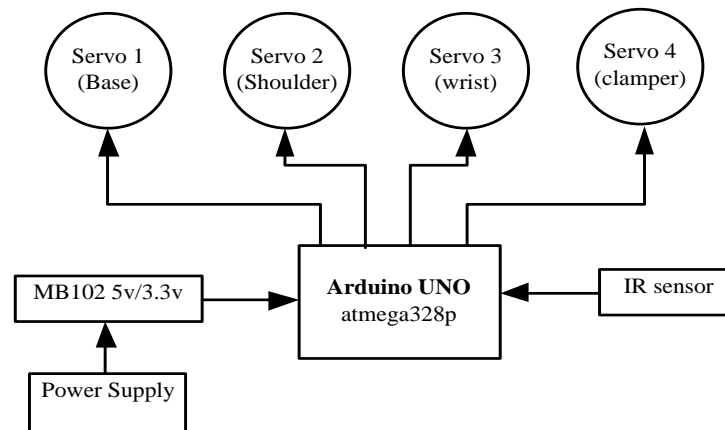 Servo 1
(Base)
Servo 2
(Shoulder)
Servo 3
(wrist)
Servo 4
(clamper)
MB102 5v/3.3v
Arduino UNO
atmega328p
IR sensor
Power Supply